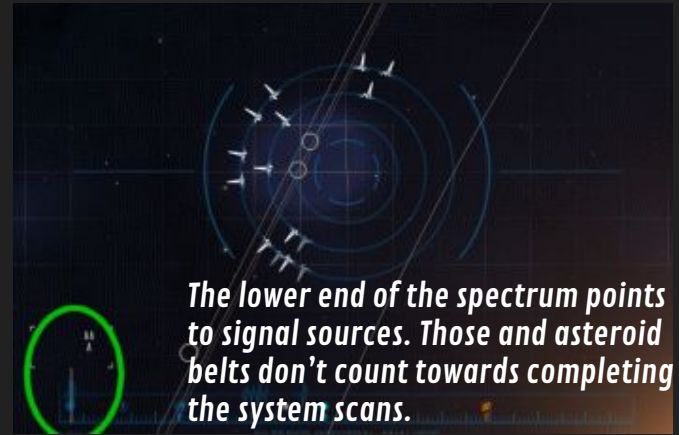 The lower end of the spectrum points
to signal sources. Those and asteroid
belts don’t count towards completing
the system scans.